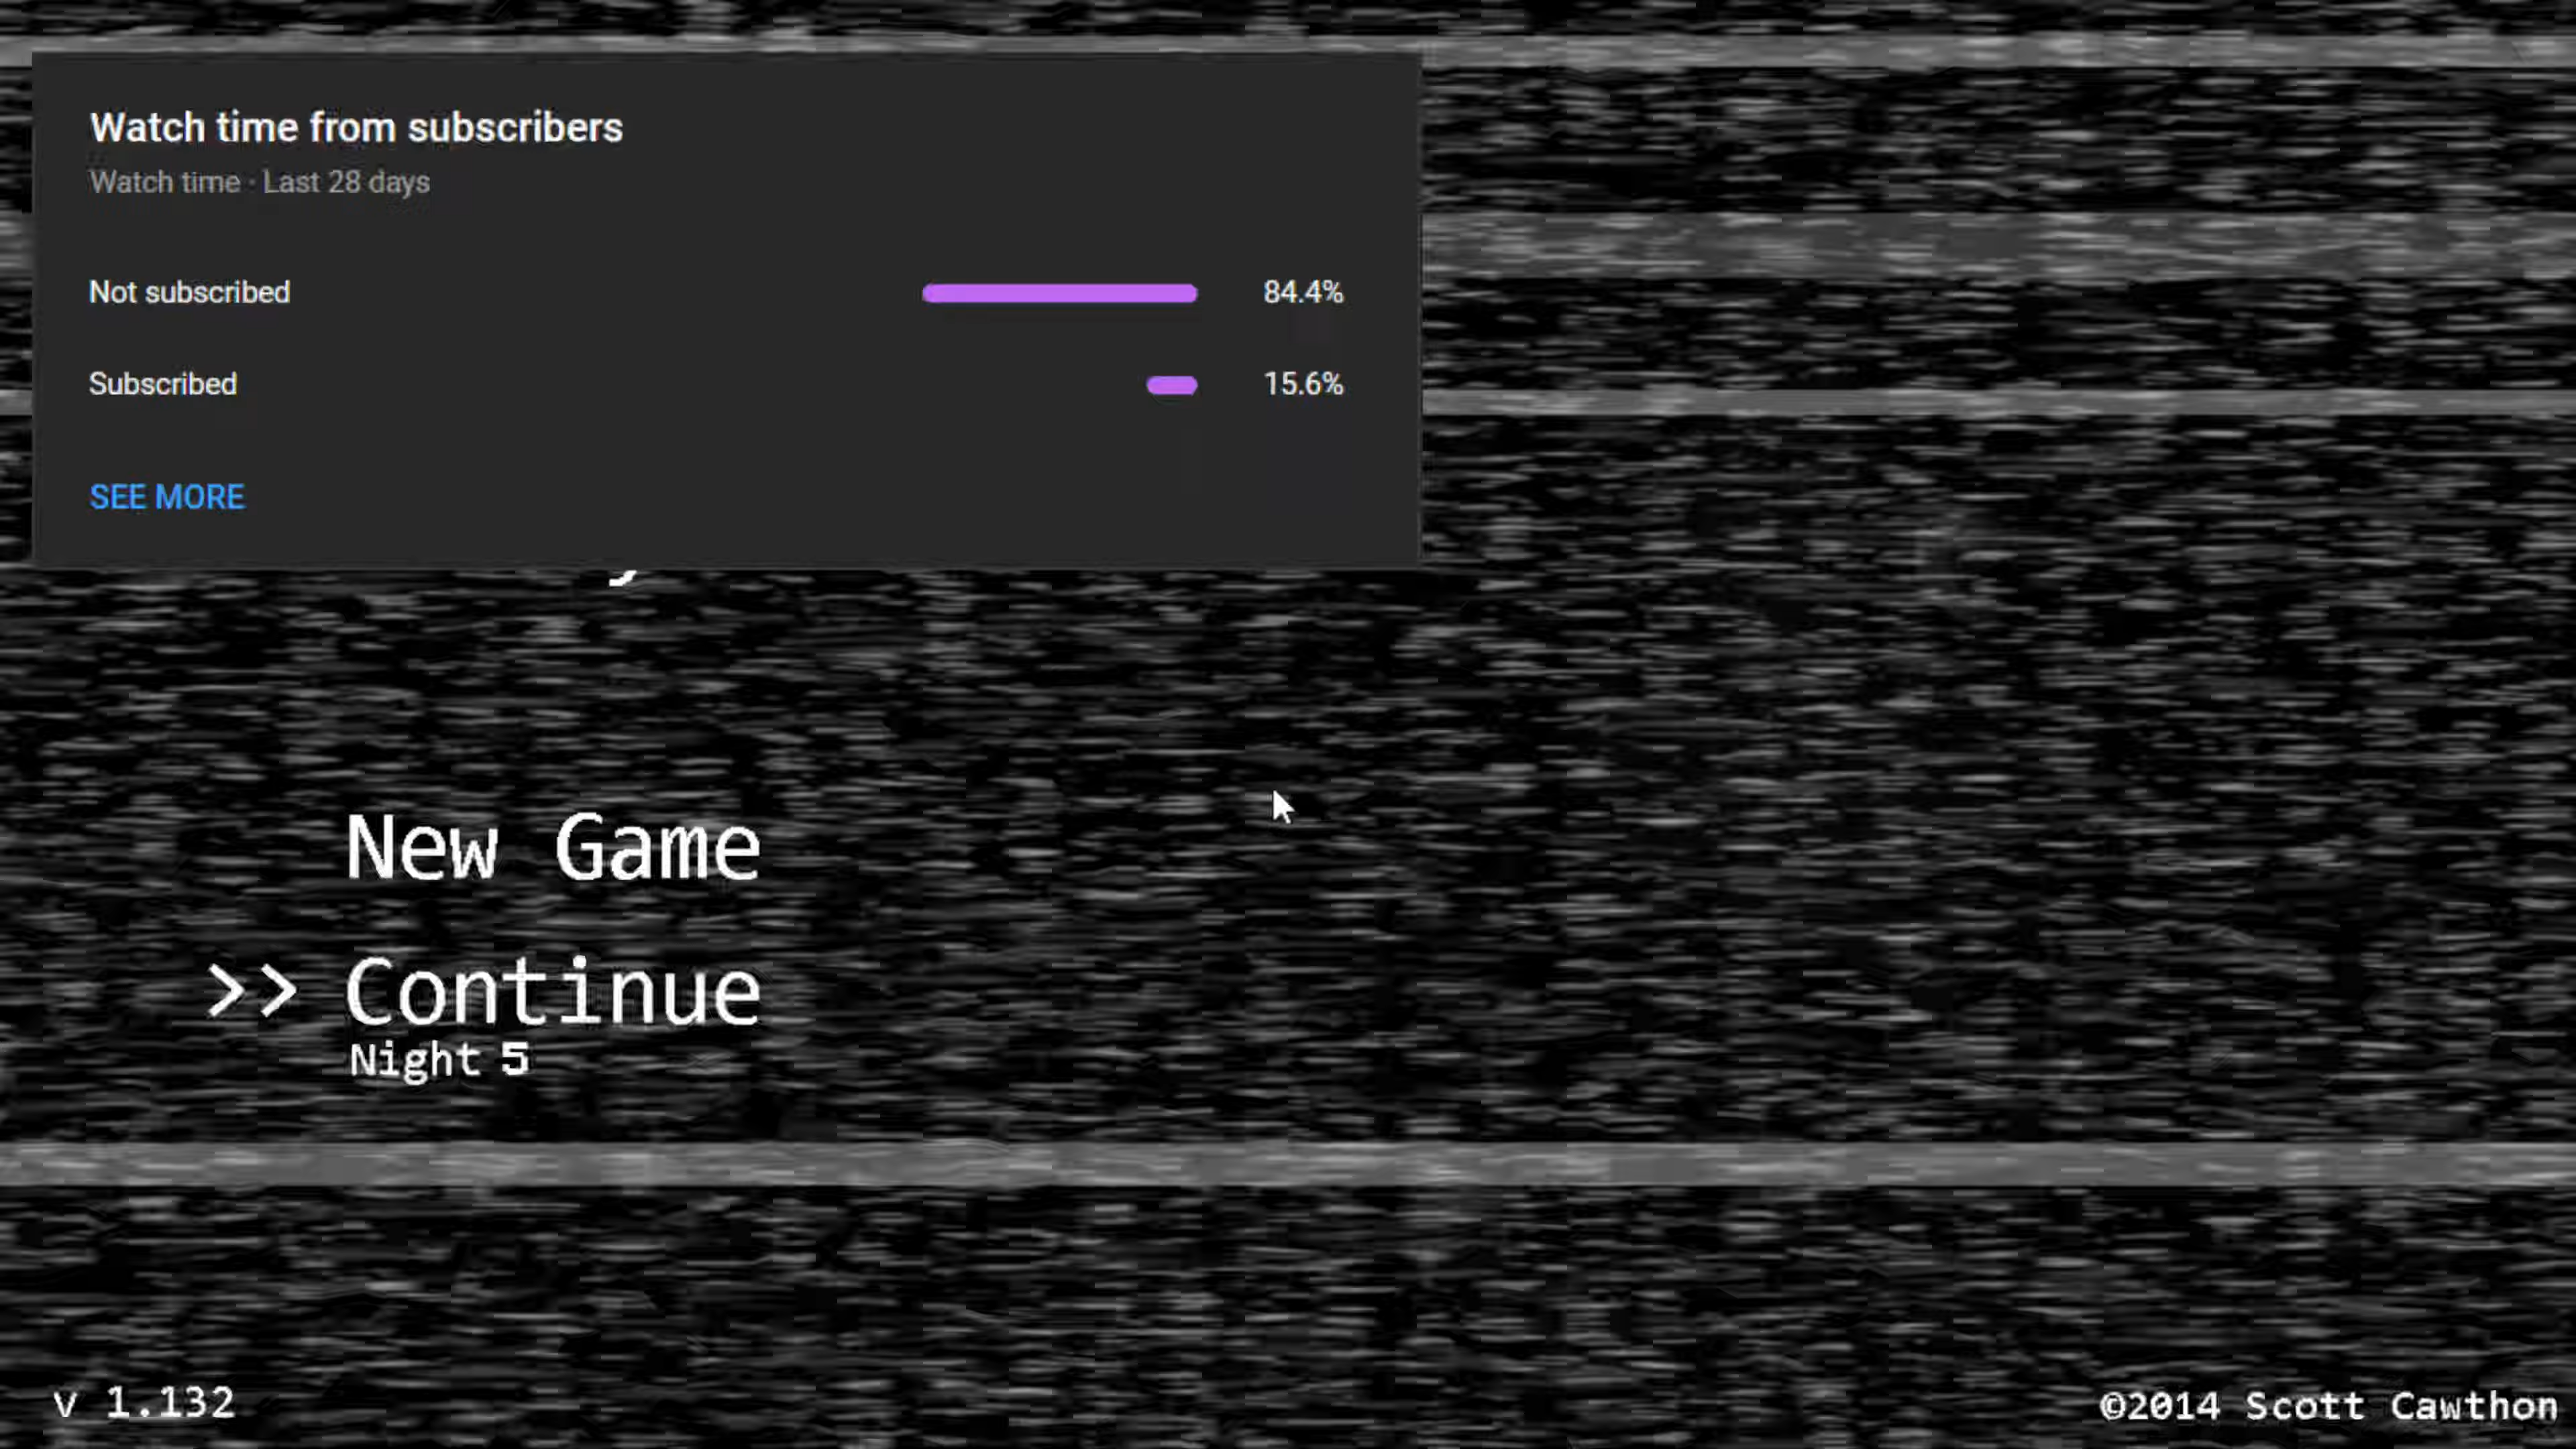 Watch time from subscribers
Watch time · Last 28 days
Not subscribed 84.4%
Subscribed 15.6%
SEE MORE
New Game
>> Continue
Night 5
v 1.132
©2014 Scott Cawthon